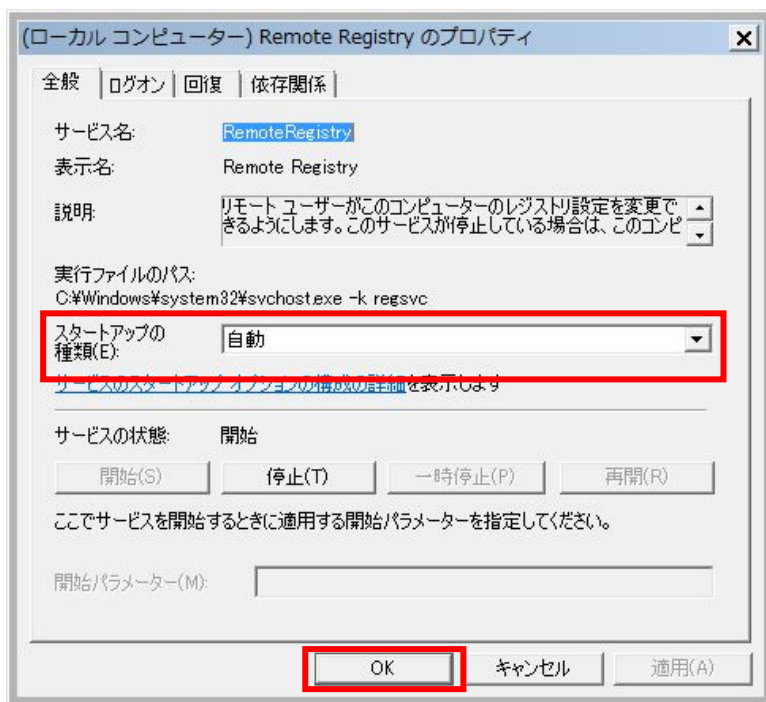 (ローカル コンピューター) Remote Registry のプロパティ
全般 ログオン 回復 依存関係
サービス名: RemoteRegistry
表示名: Remote Registry
説明: リモート ユーザーがこのコンピューターのレジストリ設定を変更で
きるようにします。このサービスが停止している場合は、このコンピ
実行ファイルのパス:
C:¥Windows¥system32¥svchost.exe -k regsvc
スタートアップの
種類(E): 自動
サービスのスタートアップ オプションの構成の詳細を表示します
サービスの状態: 開始
開始(S) 停止(T) 一時停止(P) 再開(R)
ここでサービスを開始するときに適用する開始パラメーターを指定してください。
開始パラメーター(M):
OK キャンセル 適用(A)